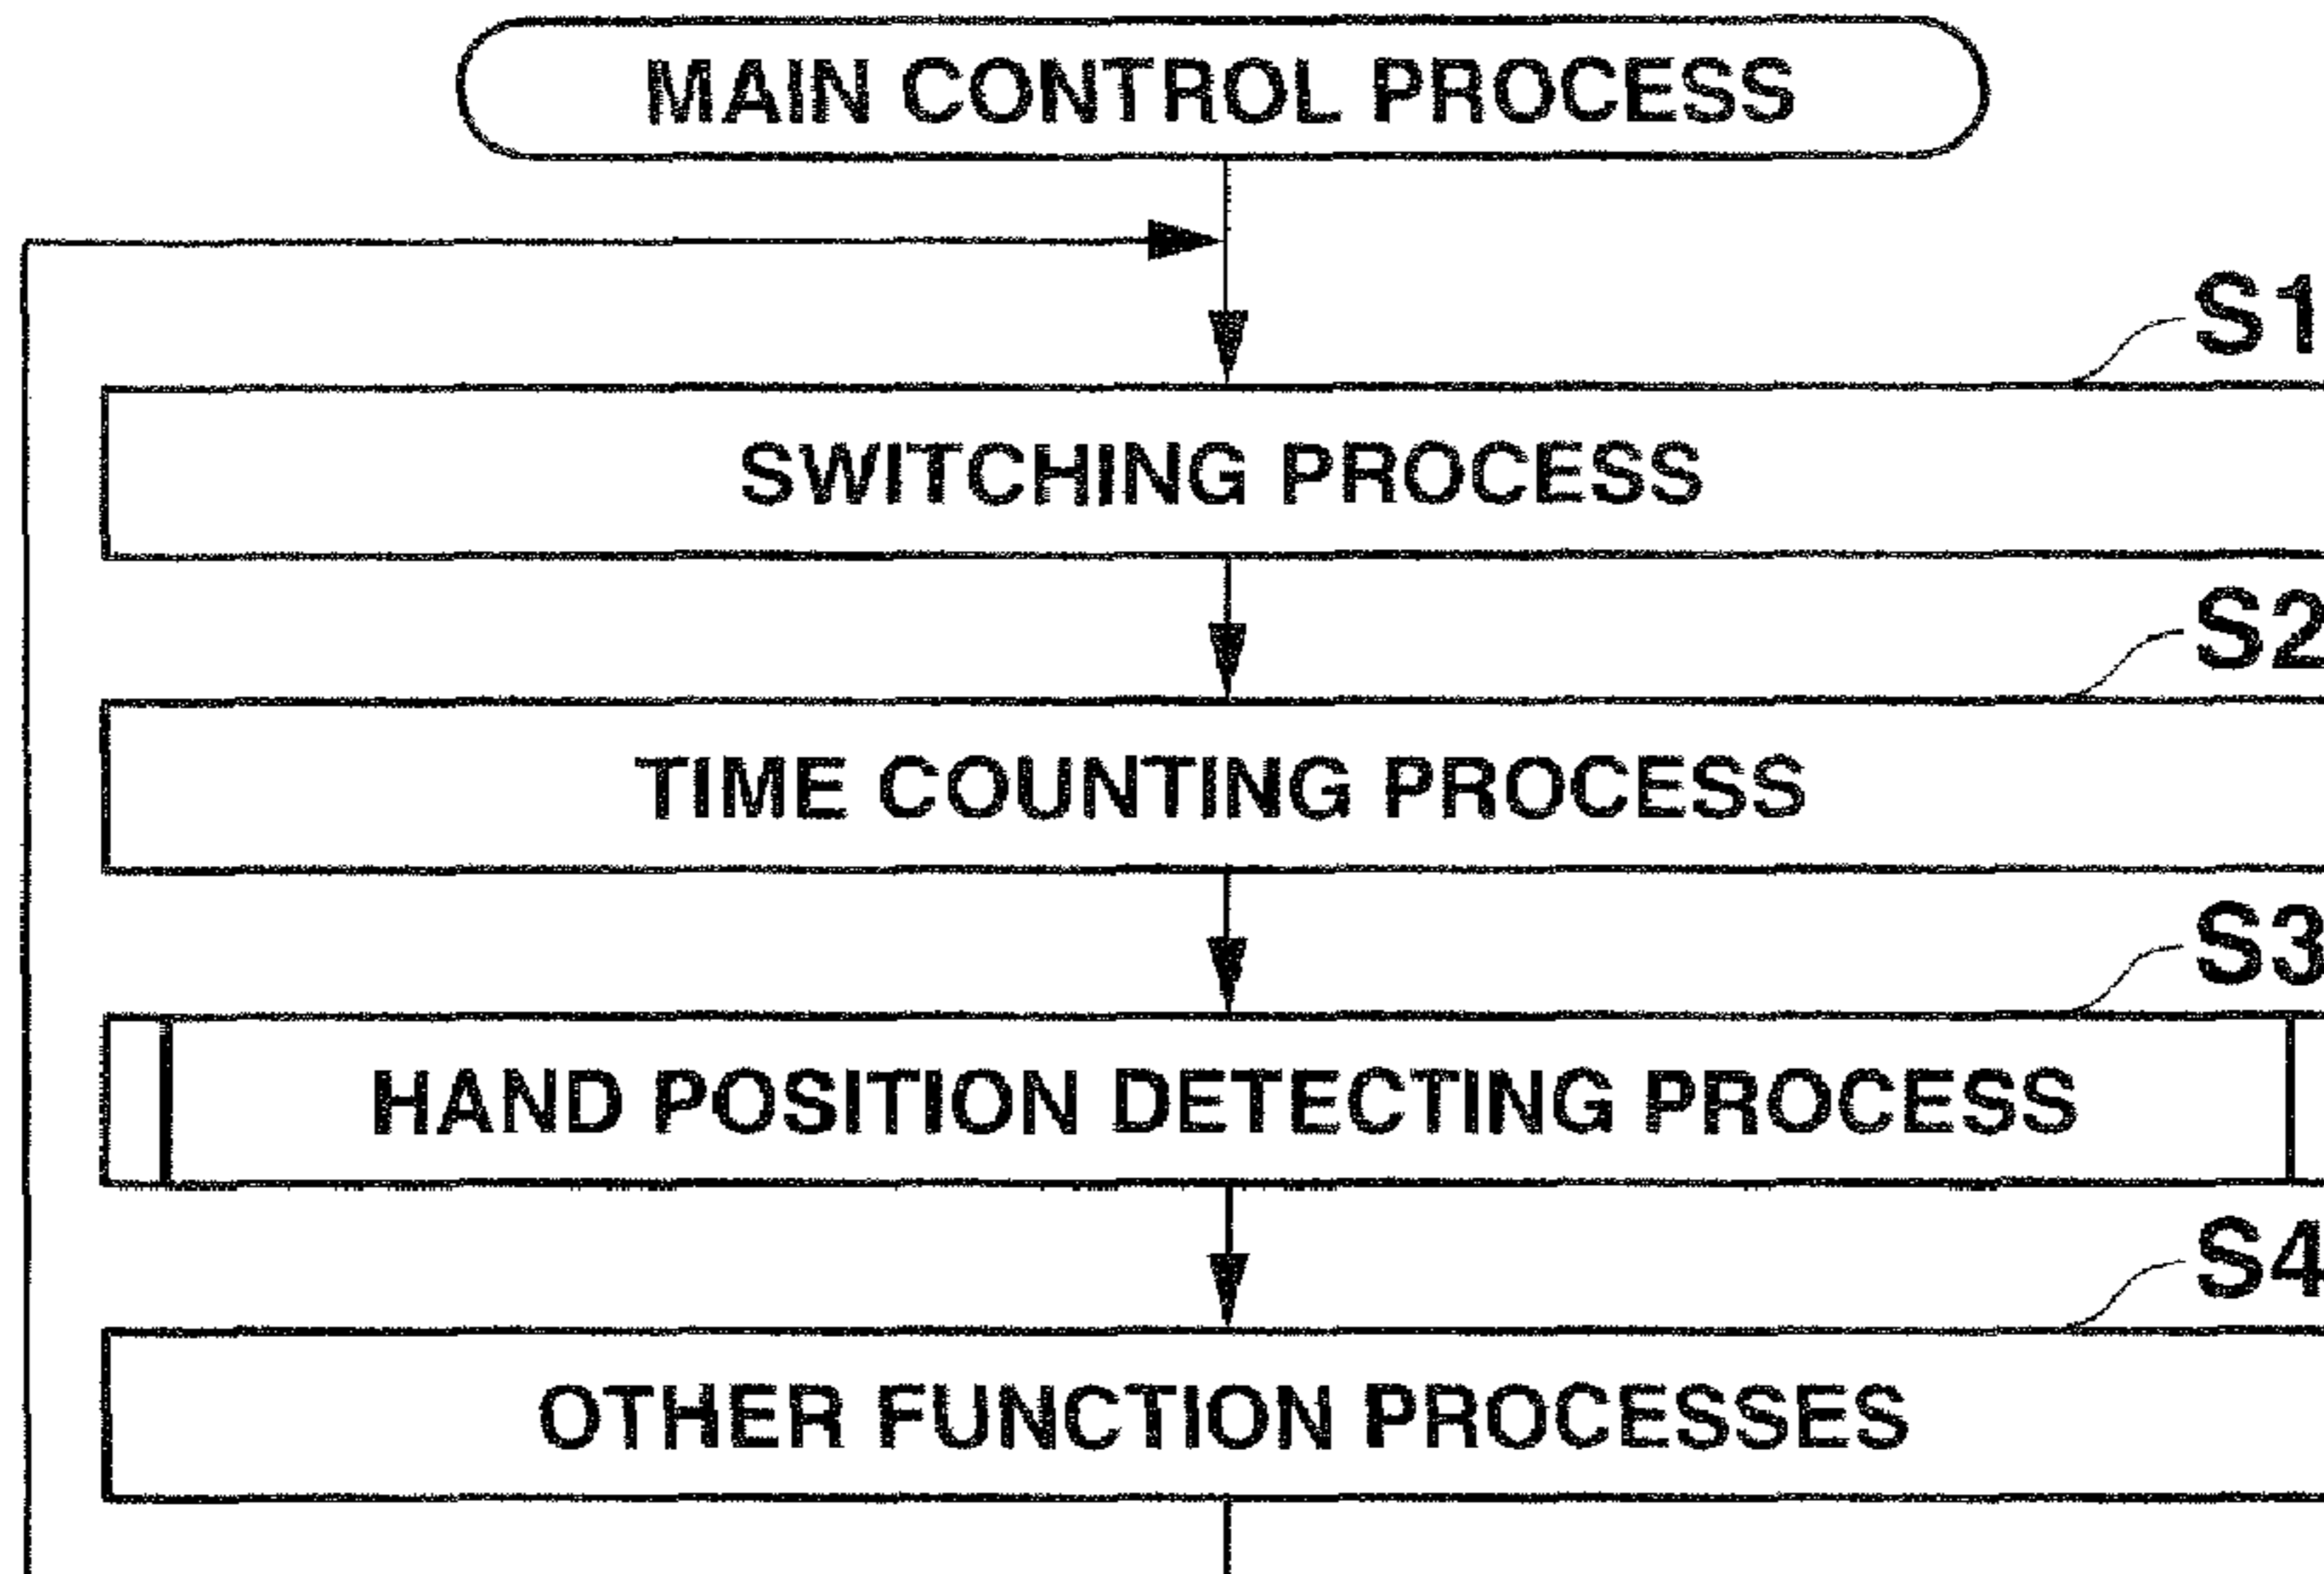 MAIN CONTROL PROCESS
S1
SWITCHING PROCESS
S2
TIME COUNTING PROCESS
S3
HAND POSITION DETECTING PROCESS
S4
OTHER FUNCTION PROCESSES